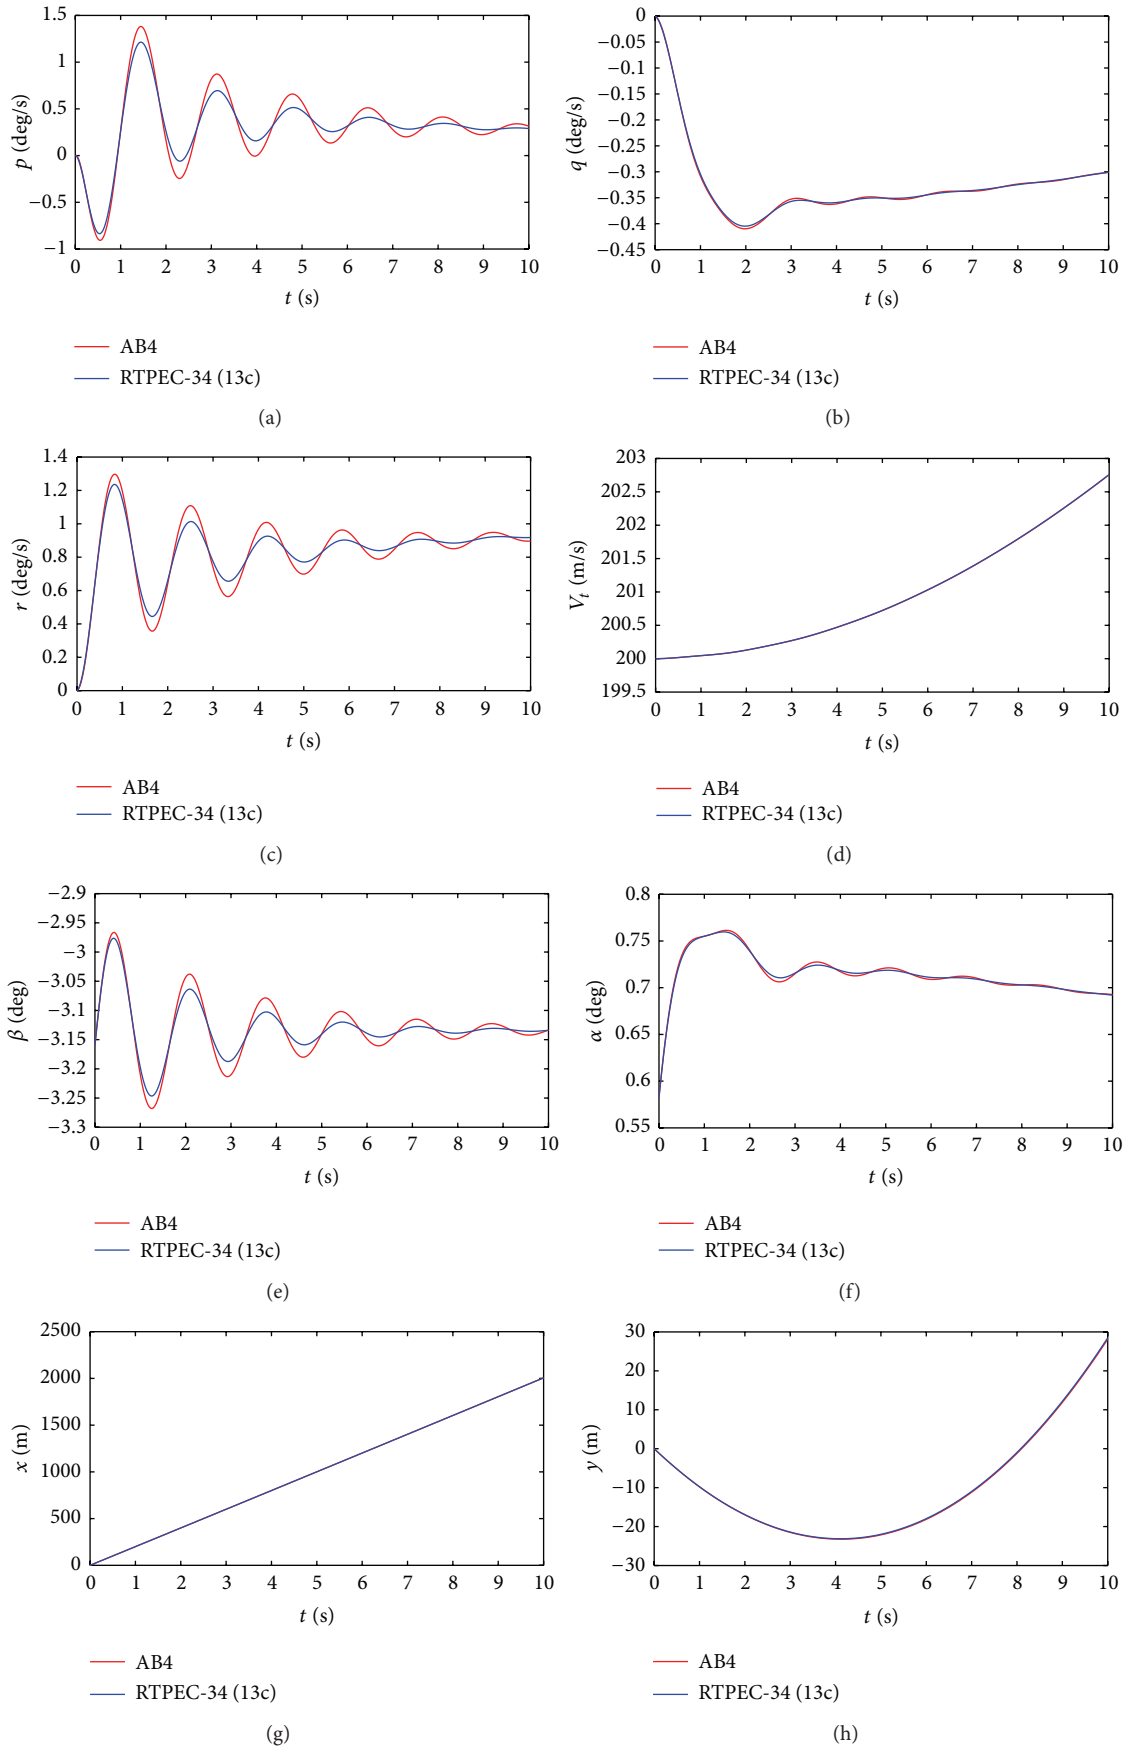 1.5
1
0.5
0
−0.5
−1
p (deg/s)
0 1 2 3 4 5 6 7 8 9 10
t (s)
AB4
RTPEC-34 (13c)
(a)
0
−0.05
−0.1
−0.15
−0.2
−0.25
−0.3
−0.35
−0.4
−0.45
q (deg/s)
0 1 2 3 4 5 6 7 8 9 10
t (s)
AB4
RTPEC-34 (13c)
(b)
1.4
1.2
1
0.8
0.6
0.4
0.2
0
r (deg/s)
0 1 2 3 4 5 6 7 8 9 10
t (s)
AB4
RTPEC-34 (13c)
(c)
203
202.5
202
201.5
201
200.5
200
199.5
Vt (m/s)
0 1 2 3 4 5 6 7 8 9 10
t (s)
AB4
RTPEC-34 (13c)
(d)
−2.9
−2.95
−3
−3.05
−3.1
−3.15
−3.2
−3.25
−3.3
β (deg)
0 1 2 3 4 5 6 7 8 9 10
t (s)
AB4
RTPEC-34 (13c)
(e)
0.8
0.75
0.7
0.65
0.6
0.55
α (deg)
0 1 2 3 4 5 6 7 8 9 10
t (s)
AB4
RTPEC-34 (13c)
(f)
2500
2000
1500
1000
500
0
x (m)
0 1 2 3 4 5 6 7 8 9 10
t (s)
AB4
RTPEC-34 (13c)
(g)
30
20
10
0
−10
−20
−30
y (m)
0 1 2 3 4 5 6 7 8 9 10
t (s)
AB4
RTPEC-34 (13c)
(h)